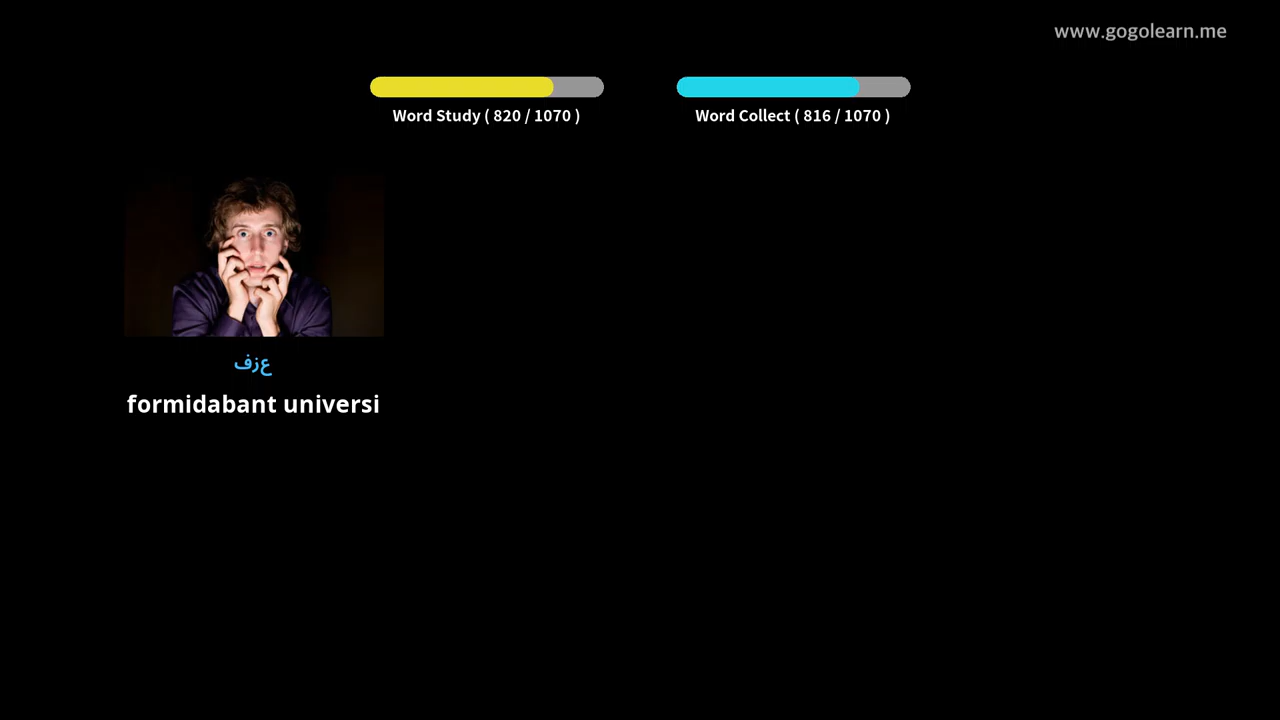 www.gogolearn.me
Word Study ( 820 / 1070 )
Word Collect ( 816 / 1070 )
عزف
formidabant universi